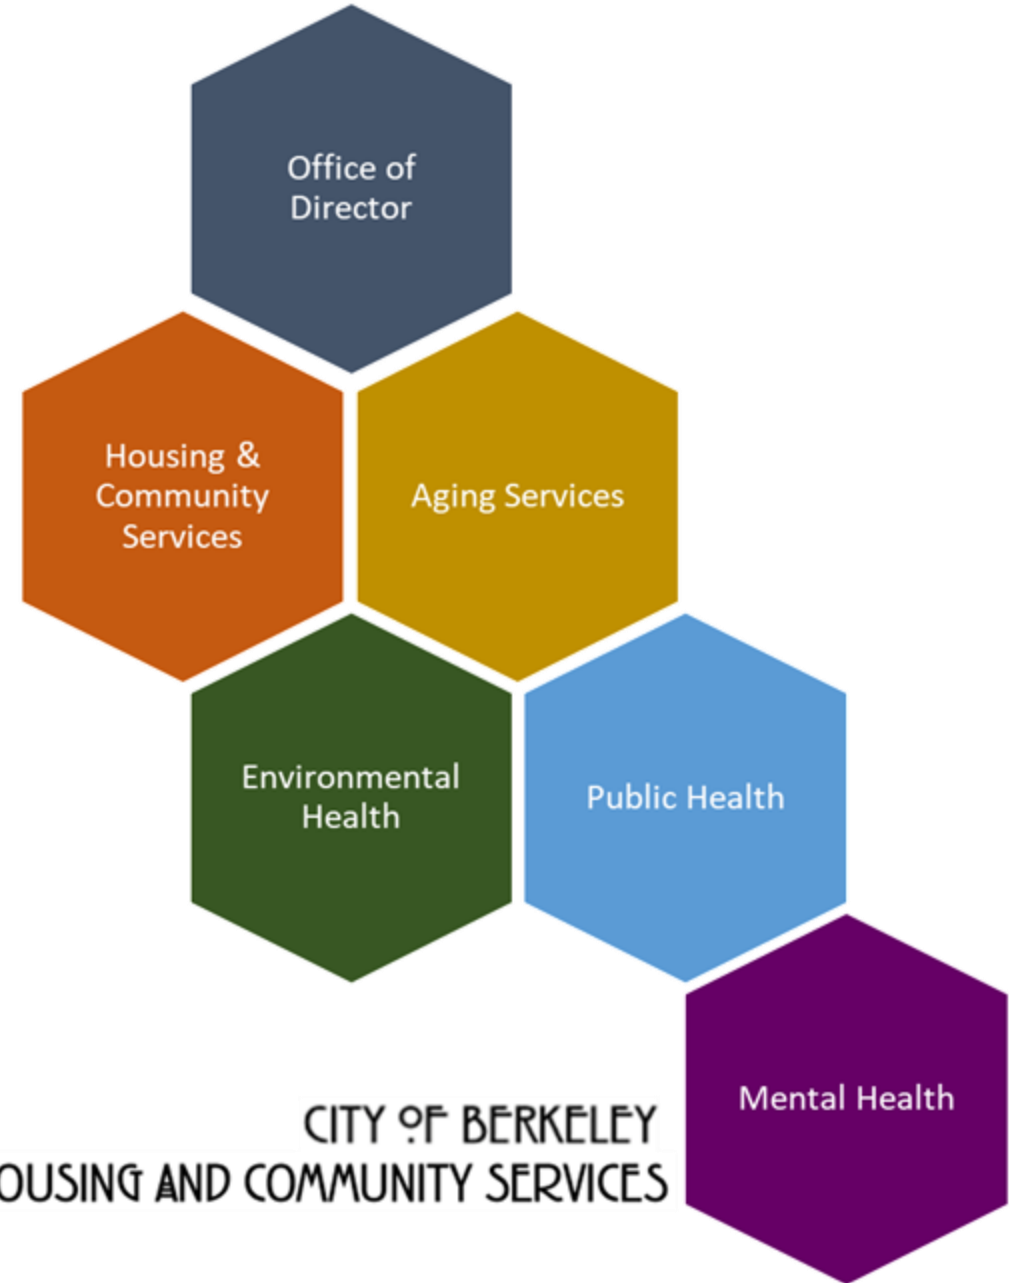 Office of
Director
Housing &
Community
Services
Aging Services
Environmental
Health
Public Health
Mental Health
CITY OF BERKELEY
OUSING AND COMMUNITY SERVICES